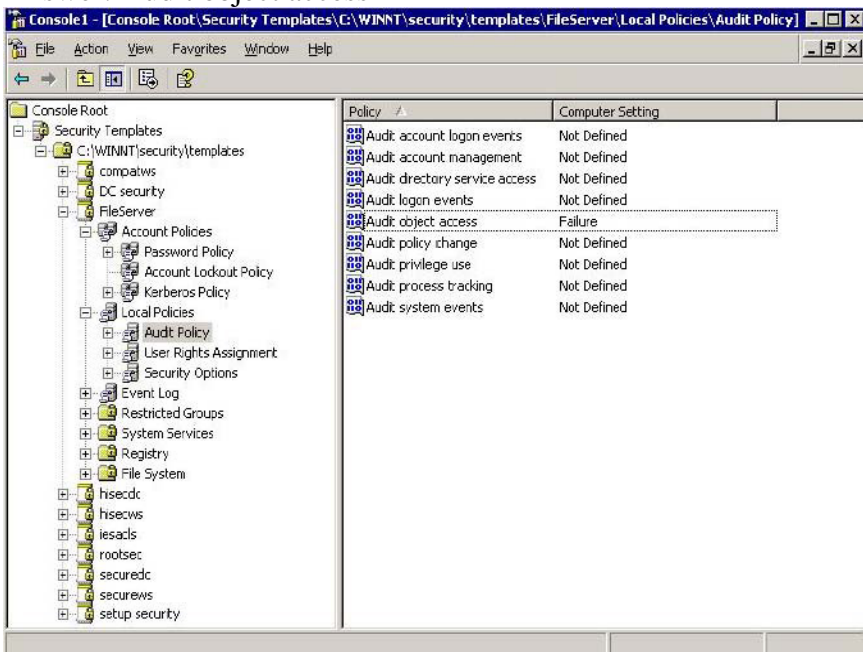 Console1 - [Console Root\Security Templates\C:\WINNT\security\templates\FileServer\Local Policies\Audit Policy]
File Action View Favorites Window Help
Console Root
Security Templates
C:\WINNT\security\templates
compatws
DC security
FileServer
Account Policies
Password Policy
Account Lockout Policy
Kerberos Policy
Local Policies
Audit Policy
User Rights Assignment
Security Options
Event Log
Restricted Groups
System Services
Registry
File System
hisecdc
hisecws
iesacls
rootsec
securedc
securews
setup security
Policy Computer Setting
Audit account logon events Not Defined
Audit account management Not Defined
Audit directory service access Not Defined
Audit logon events Not Defined
Audit object access Failure
Audit policy change Not Defined
Audit privilege use Not Defined
Audit process tracking Not Defined
Audit system events Not Defined